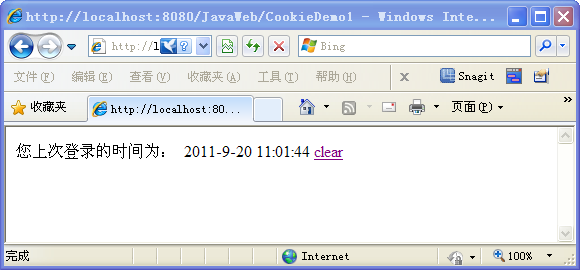 http://localhost:8080/JavaWeb/CookieDemo1 - Windows Inte...
http://l Bing
文件(F) 编辑(E) 查看(V) 收藏夹(A) 工具(T) 帮助(H) × Snagit
收藏夹 http://localhost:80... 页面(P) »
您上次登录的时间为： 2011-9-20 11:01:44 clear
完成 Internet 100%